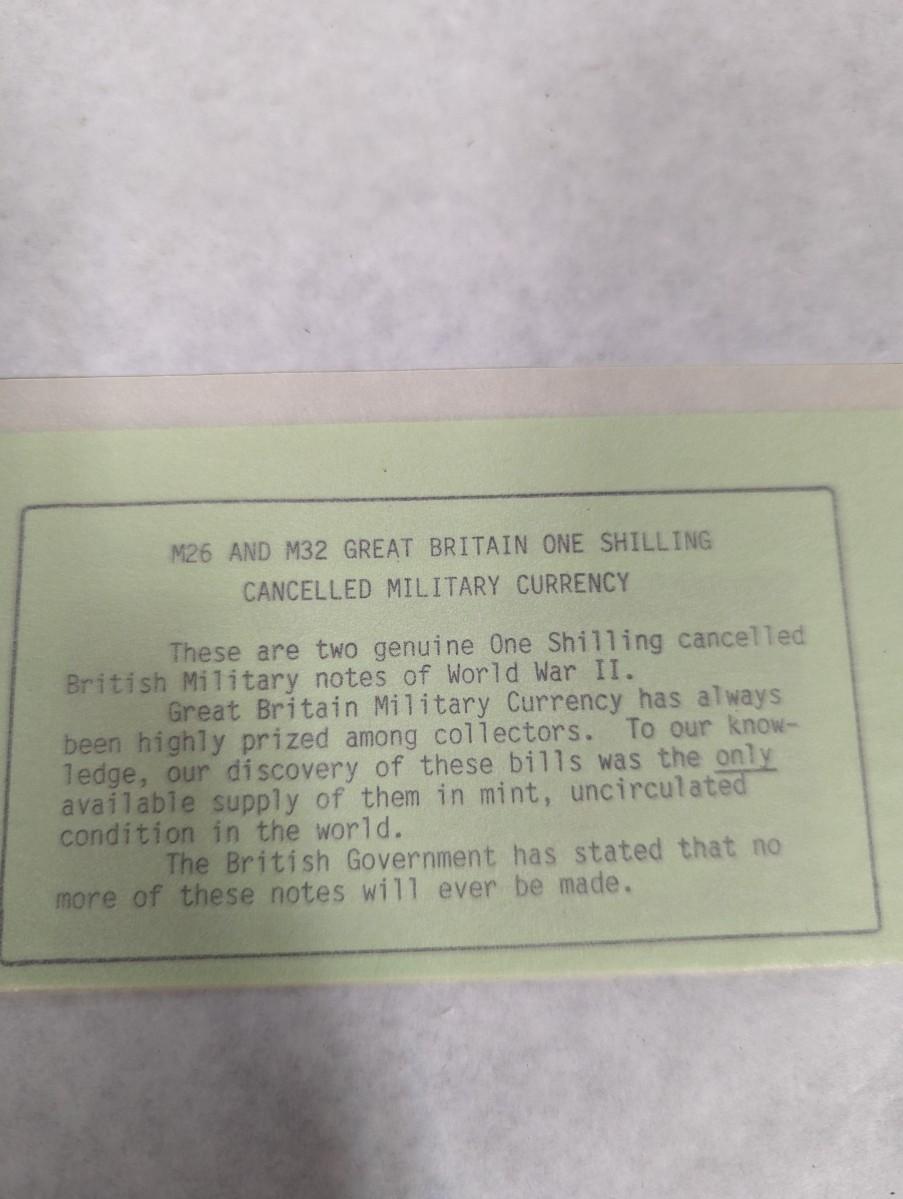 M26 AND M32 GREAT BRITAIN ONE SHILLING
CANCELLED MILITARY CURRENCY
These are two genuine One Shilling cancelled
British Military notes of World War II.
Great Britain Military Currency has always
been highly prized among collectors. To our know-
ledge, our discovery of these bills was the only
available supply of them in mint, uncirculated
condition in the world.
The British Government has stated that no
more of these notes will ever be made.